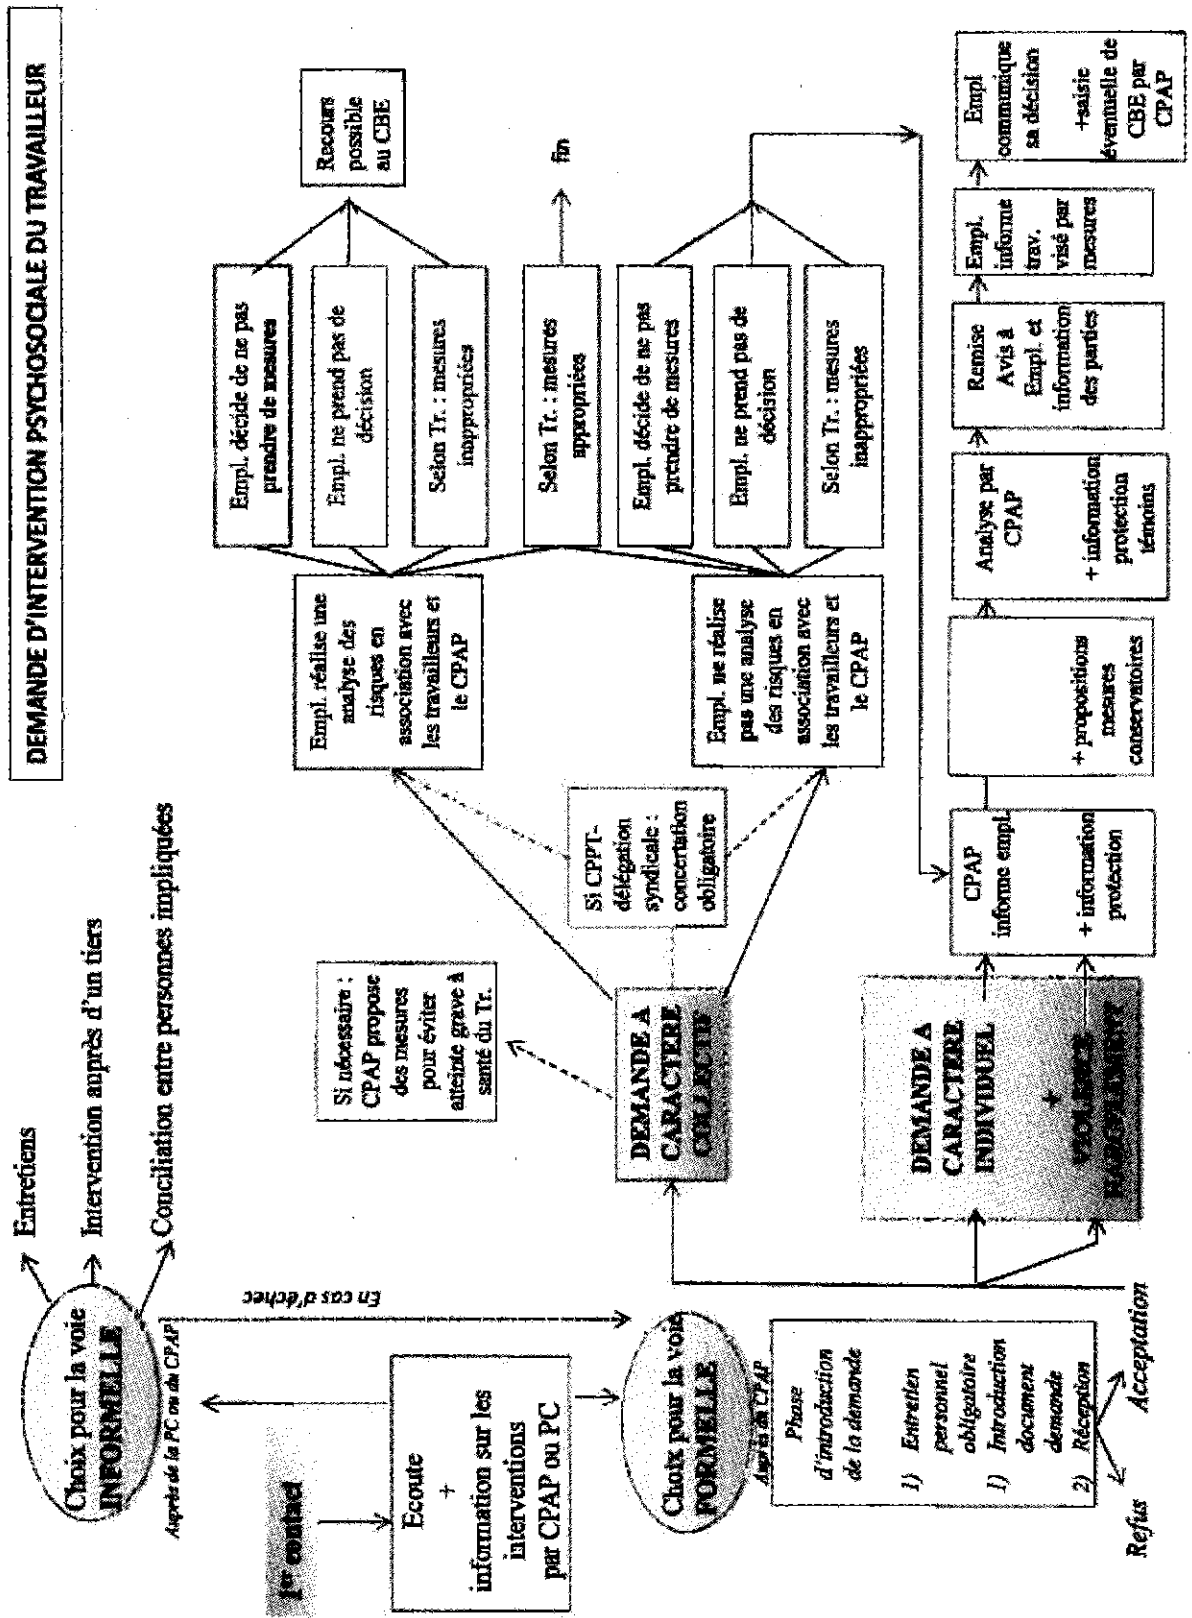 DEMANDE D'INTERVENTION PSYCHOSOCIALE DU TRAVAILLEUR
1er contact
Ecoute
+
information sur les
interventions
par CPAP ou PC
Choix pour la voie
INFORMELLE
Auprès de la PC ou du CPAP
Entretiens
Intervention auprès d'un tiers
Conciliation entre personnes impliquées
En cas d'échec
Choix pour la voie
FORMELLE
Auprès du CPAP
Phase
d'introduction
de la demande
1) Entretien
personnel
obligatoire
1) Introduction
document
demande
2) Réception
Refus
Acceptation
Si nécessaire :
CPAP propose
des mesures
pour éviter
atteinte grave à
santé du Tr.
DEMANDE A
CARACTERE
COLLECTIF
Si CPPT-
délégation
syndicale :
concertation
obligatoire
Empl. réalise une
analyse des
risques en
association avec
les travailleurs et
le CPAP
Empl. ne réalise
pas une analyse
des risques en
association avec
les travailleurs et
le CPAP
Empl. décide de ne pas
prendre de mesures
Empl. ne prend pas de
décision
Selon Tr. : mesures
inappropriées
Selon Tr. : mesures
appropriées
Empl. décide de ne pas
prendre de mesures
Empl. ne prend pas de
décision
Selon Tr. : mesures
inappropriées
Recours
possible
au CBE
fin
DEMANDE A
CARACTERE
INDIVIDUEL
+
VIOLENCE
HARCELEMENT
CPAP
informe empl.
+ information
protection
+ propositions
mesures
conservatoires
Analyse par
CPAP
+ information
protection
témoins
Remise
Avis à
Empl. et
information
des parties
Empl.
informe
trav.
visé par
mesures
Empl
communique
sa décision
+saisie
éventuelle de
CBE par
CPAP